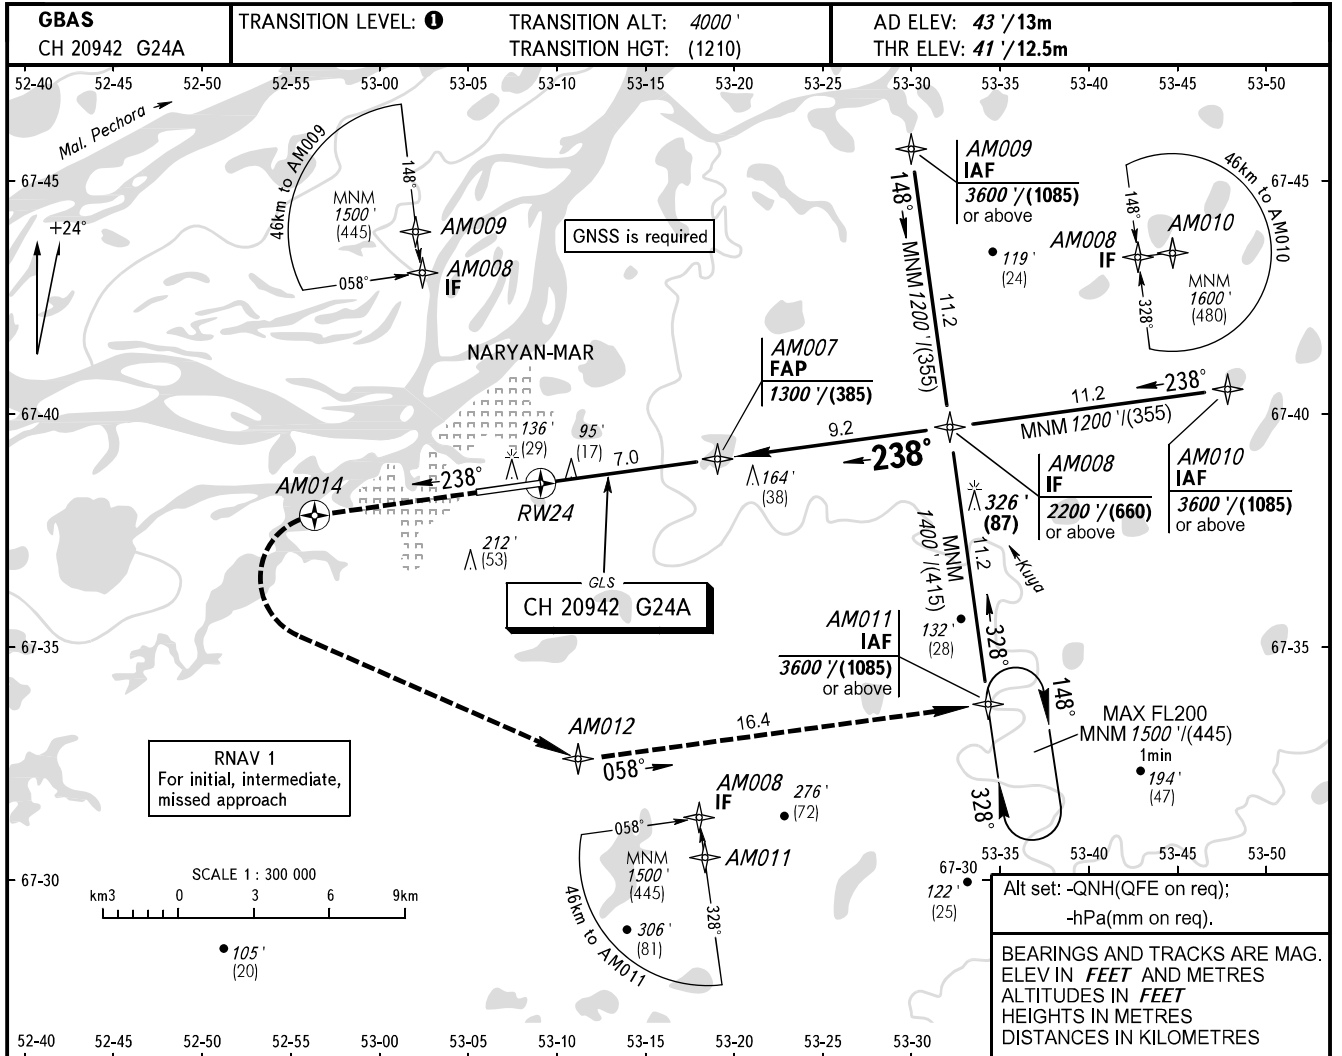 GBAS
CH 20942 G24A
TRANSITION LEVEL: ❶
TRANSITION ALT: 4000 '
TRANSITION HGT: (1210)
AD ELEV: 43 '/13m
THR ELEV: 41 '/12.5m
52-40 52-45 52-50 52-55 53-00 53-05 53-10 53-15 53-20 53-25 53-30 53-35 53-40 53-45 53-50
Mal. Pechora
+24°
67-45
67-45
46km to AM009
148°
MNM
1500 '
(445)
AM009
AM008
IF
058°
GNSS is required
AM009
IAF
3600 '/(1085)
or above
148°
MNM 1200 '/(355)
11.2
119 '
(24)
46km to AM010
148°
AM010
AM008
IF
MNM
1600 '
(480)
328°
NARYAN-MAR
AM007
FAP
1300 '/(385)
67-40
67-40
238°
11.2
MNM 1200 '/(355)
9.2
238°
136 '
(29)
95 '
(17)
7.0
164 '
(38)
AM008
IF
2200 '/(660)
or above
AM010
IAF
3600 '/(1085)
or above
AM014
238°
RW24
212 '
(53)
326 '
(87)
MNM
1400 '/(415)
11.2
Kuya
GLS
CH 20942 G24A
AM011
IAF
3600 '/(1085)
or above
132 '
(28)
328°
67-35
67-35
148°
MAX FL200
MNM 1500 '/(445)
1min
194 '
(47)
328°
AM012
16.4
058°
RNAV 1
For initial, intermediate,
missed approach
AM008
IF
276 '
(72)
058°
AM011
MNM
1500 '
(445)
328°
46km to AM011
306 '
(81)
SCALE 1 : 300 000
km3 0 3 6 9km
67-30
67-30
53-35 53-40 53-45 53-50
122 '
(25)
105 '
(20)
Alt set: -QNH(QFE on req);
-hPa(mm on req).
BEARINGS AND TRACKS ARE MAG.
ELEV IN FEET AND METRES
ALTITUDES IN FEET
HEIGHTS IN METRES
DISTANCES IN KILOMETRES
52-40 52-45 52-50 52-55 53-00 53-05 53-10 53-15 53-20 53-25 53-30